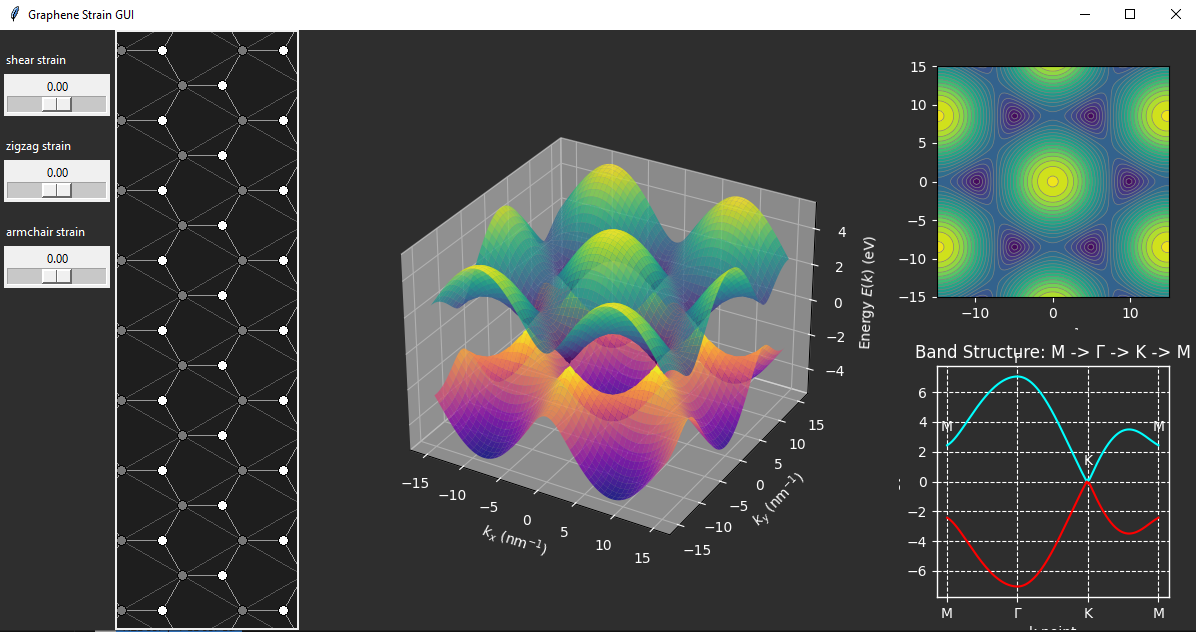 Graphene Strain GUI
shear strain
0.00
zigzag strain
0.00
armchair strain
0.00
4
2
0
−2
−4
Energy E(k) (eV)
−15
−10
−5
0
5
10
15
kₓ (nm⁻¹)
15
10
5
0
−5
−10
−15
k_y (nm⁻¹)
15
10
5
0
−5
−10
−15
−10 0 10
Band Structure: M -> Γ -> K -> M
6
4
2
0
−2
−4
−6
M
K
M
M Γ K M